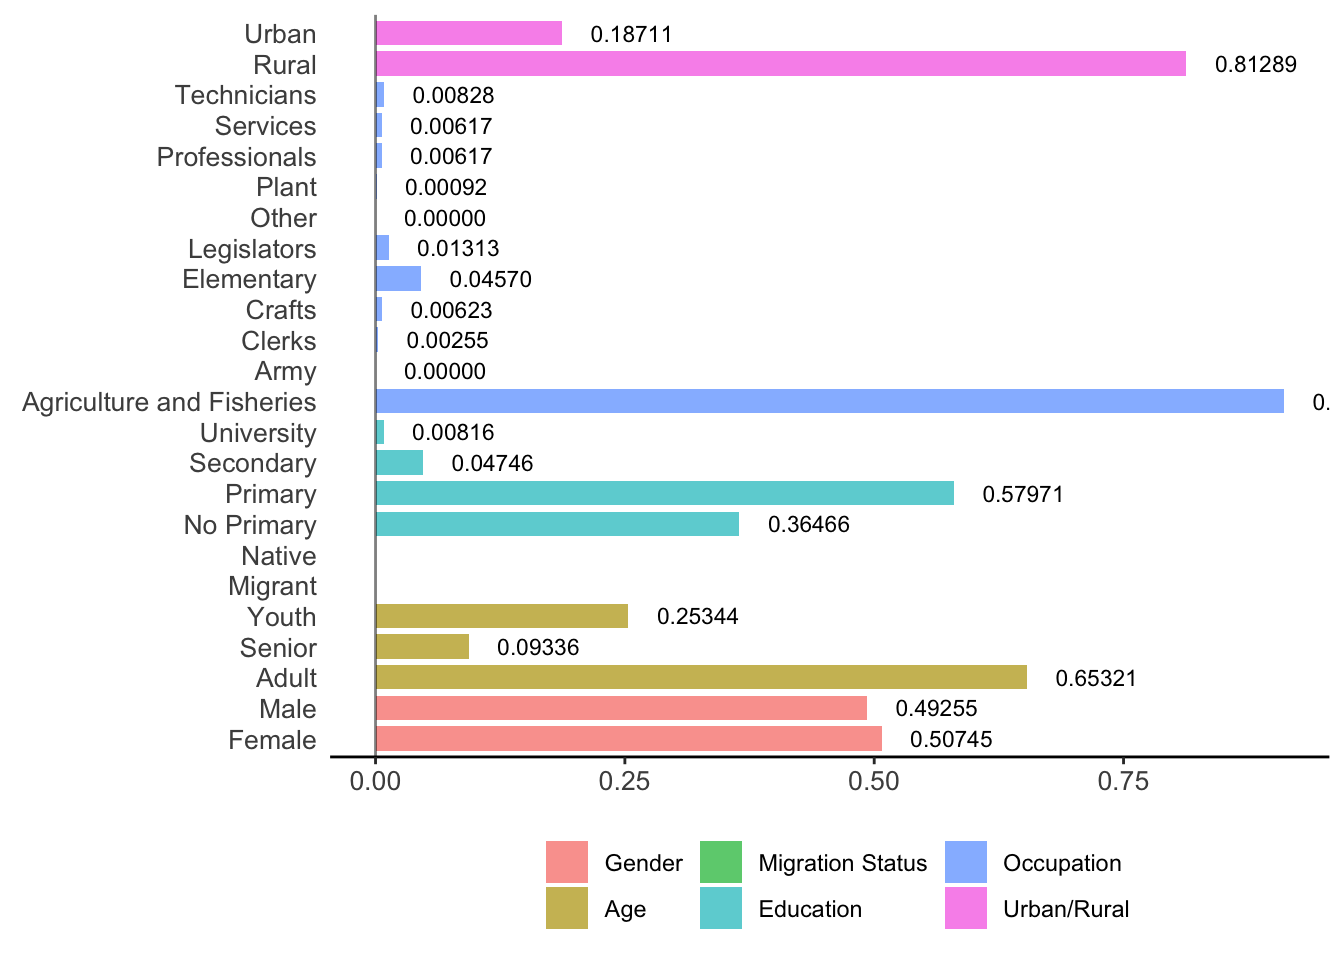 Urban 0.18711
Rural 0.81289
Technicians 0.00828
Services 0.00617
Professionals 0.00617
Plant 0.00092
Other 0.00000
Legislators 0.01313
Elementary 0.04570
Crafts 0.00623
Clerks 0.00255
Army 0.00000
Agriculture and Fisheries 0.
University 0.00816
Secondary 0.04746
Primary 0.57971
No Primary 0.36466
Native
Migrant
Youth 0.25344
Senior 0.09336
Adult 0.65321
Male 0.49255
Female 0.50745
0.00 0.25 0.50 0.75
Gender Migration Status Occupation
Age Education Urban/Rural